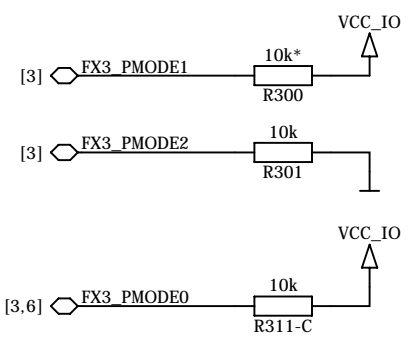 VCC_IO
10k*
[3] FX3_PMODE1
R300
10k
[3] FX3_PMODE2
R301
VCC_IO
10k
[3,6] FX3_PMODE0
R311-C